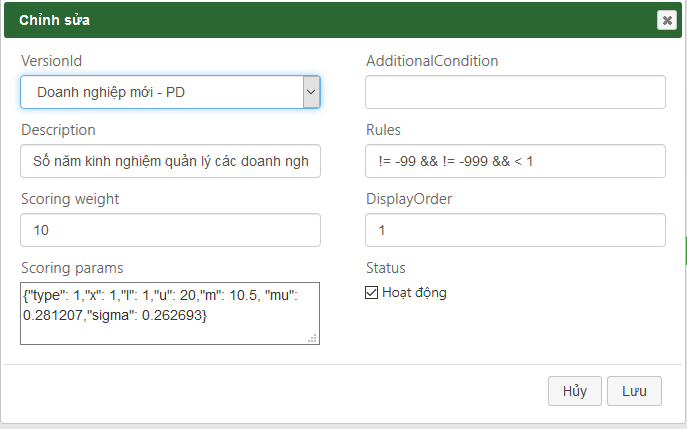 Chỉnh sửa
VersionId
Doanh nghiệp mới - PD
AdditionalCondition
Description
Số năm kinh nghiệm quản lý các doanh ngh
Rules
!= -99 && != -999 && < 1
Scoring weight
10
DisplayOrder
1
Scoring params
{"type": 1,"x": 1,"l": 1,"u": 20,"m": 10.5, "mu":
0.281207,"sigma": 0.262693}
Status
Hoạt động
Hủy
Lưu